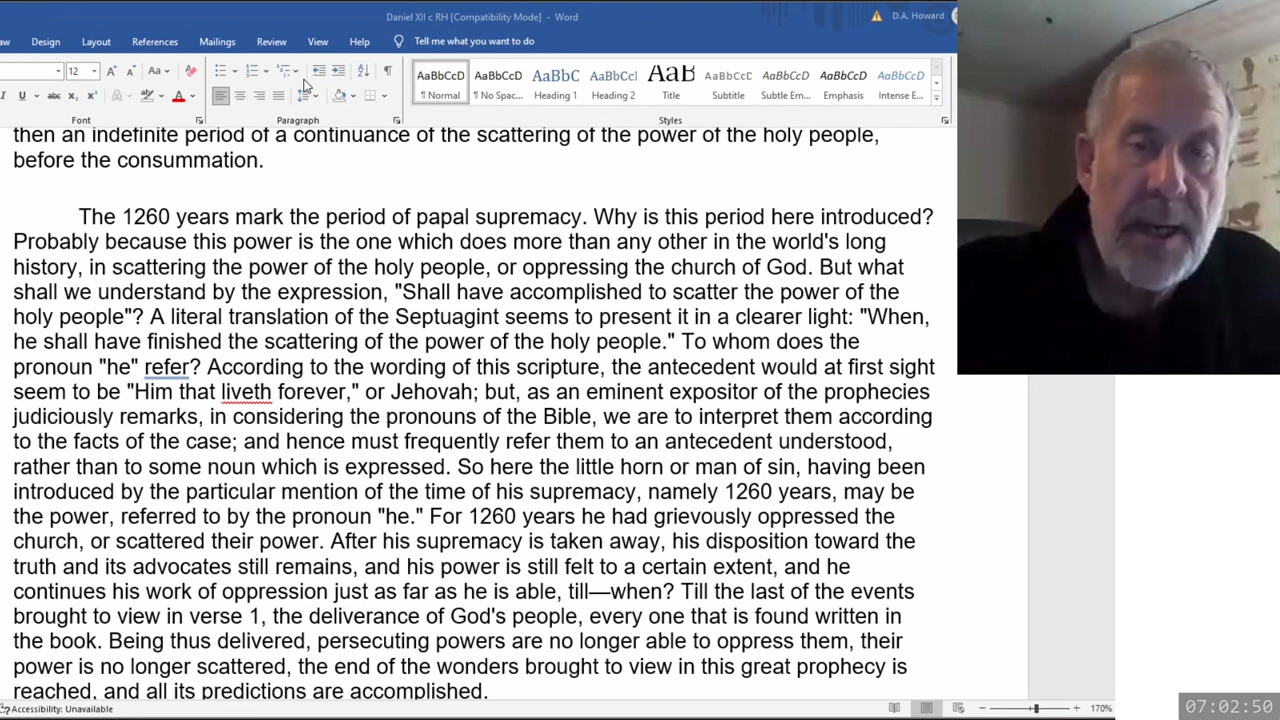 Daniel XII c RH [Compatibility Mode] - Word
D.A. Howard
Design Layout References Mailings Review View Help Tell me what you want to do
12
Aa
AaBbCcD AaBbCcD AaBbC AaBbCc AaB AaBbCcD AaBbCcD AaBbCcD AaBbCcD
¶ Normal ¶ No Spac... Heading 1 Heading 2 Title Subtitle Subtle Em... Emphasis Intense E...
Font Paragraph Styles
then an indefinite period of a continuance of the scattering of the power of the holy people,
before the consummation.
The 1260 years mark the period of papal supremacy. Why is this period here introduced?
Probably because this power is the one which does more than any other in the world's long
history, in scattering the power of the holy people, or oppressing the church of God. But what
shall we understand by the expression, "Shall have accomplished to scatter the power of the
holy people"? A literal translation of the Septuagint seems to present it in a clearer light: "When,
he shall have finished the scattering of the power of the holy people." To whom does the
pronoun "he" refer? According to the wording of this scripture, the antecedent would at first sight
seem to be "Him that liveth forever," or Jehovah; but, as an eminent expositor of the prophecies
judiciously remarks, in considering the pronouns of the Bible, we are to interpret them according
to the facts of the case; and hence must frequently refer them to an antecedent understood,
rather than to some noun which is expressed. So here the little horn or man of sin, having been
introduced by the particular mention of the time of his supremacy, namely 1260 years, may be
the power, referred to by the pronoun "he." For 1260 years he had grievously oppressed the
church, or scattered their power. After his supremacy is taken away, his disposition toward the
truth and its advocates still remains, and his power is still felt to a certain extent, and he
continues his work of oppression just as far as he is able, till—when? Till the last of the events
brought to view in verse 1, the deliverance of God's people, every one that is found written in
the book. Being thus delivered, persecuting powers are no longer able to oppress them, their
power is no longer scattered, the end of the wonders brought to view in this great prophecy is
reached, and all its predictions are accomplished.
Accessibility: Unavailable
170%
07:02:50